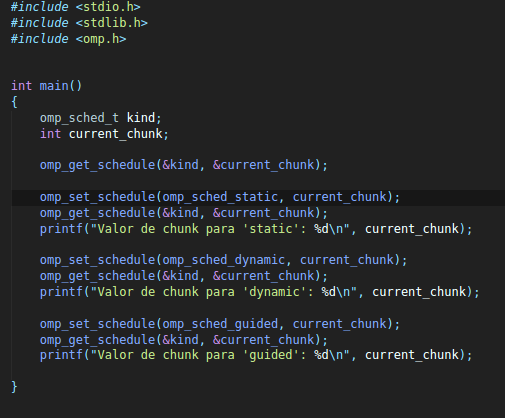 #include <stdio.h>
#include <stdlib.h>
#include <omp.h>
int main()
{
omp_sched_t kind;
int current_chunk;
omp_get_schedule(&kind, &current_chunk);
omp_set_schedule(omp_sched_static, current_chunk);
omp_get_schedule(&kind, &current_chunk);
printf("Valor de chunk para 'static': %d\n", current_chunk);
omp_set_schedule(omp_sched_dynamic, current_chunk);
omp_get_schedule(&kind, &current_chunk);
printf("Valor de chunk para 'dynamic': %d\n", current_chunk);
omp_set_schedule(omp_sched_guided, current_chunk);
omp_get_schedule(&kind, &current_chunk);
printf("Valor de chunk para 'guided': %d\n", current_chunk);
}